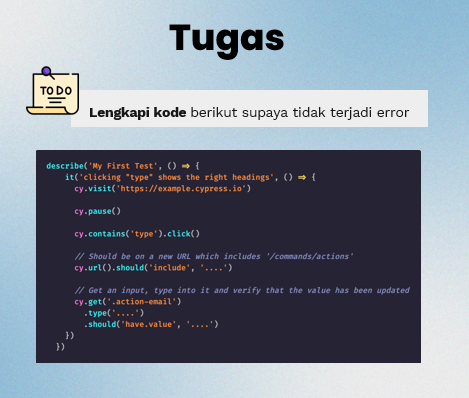 Tugas
TO DO
Lengkapi kode berikut supaya tidak terjadi error
describe('My First Test', () => {
it('clicking "type" shows the right headings', () => {
cy.visit('https://example.cypress.io')
cy.pause()
cy.contains('type').click()
// Should be on a new URL which includes '/commands/actions'
cy.url().should('include', '....')
// Get an input, type into it and verify that the value has been updated
cy.get('.action-email')
.type('....')
.should('have.value', '....')
})
})